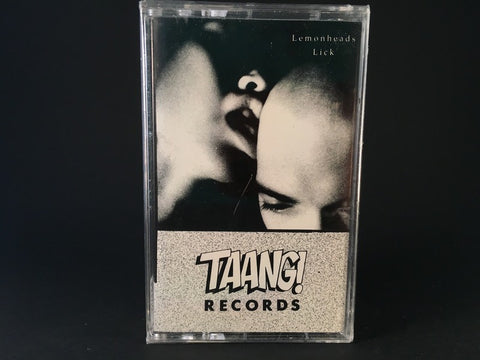 Lemonheads
Lick
TAANG!
RECORDS